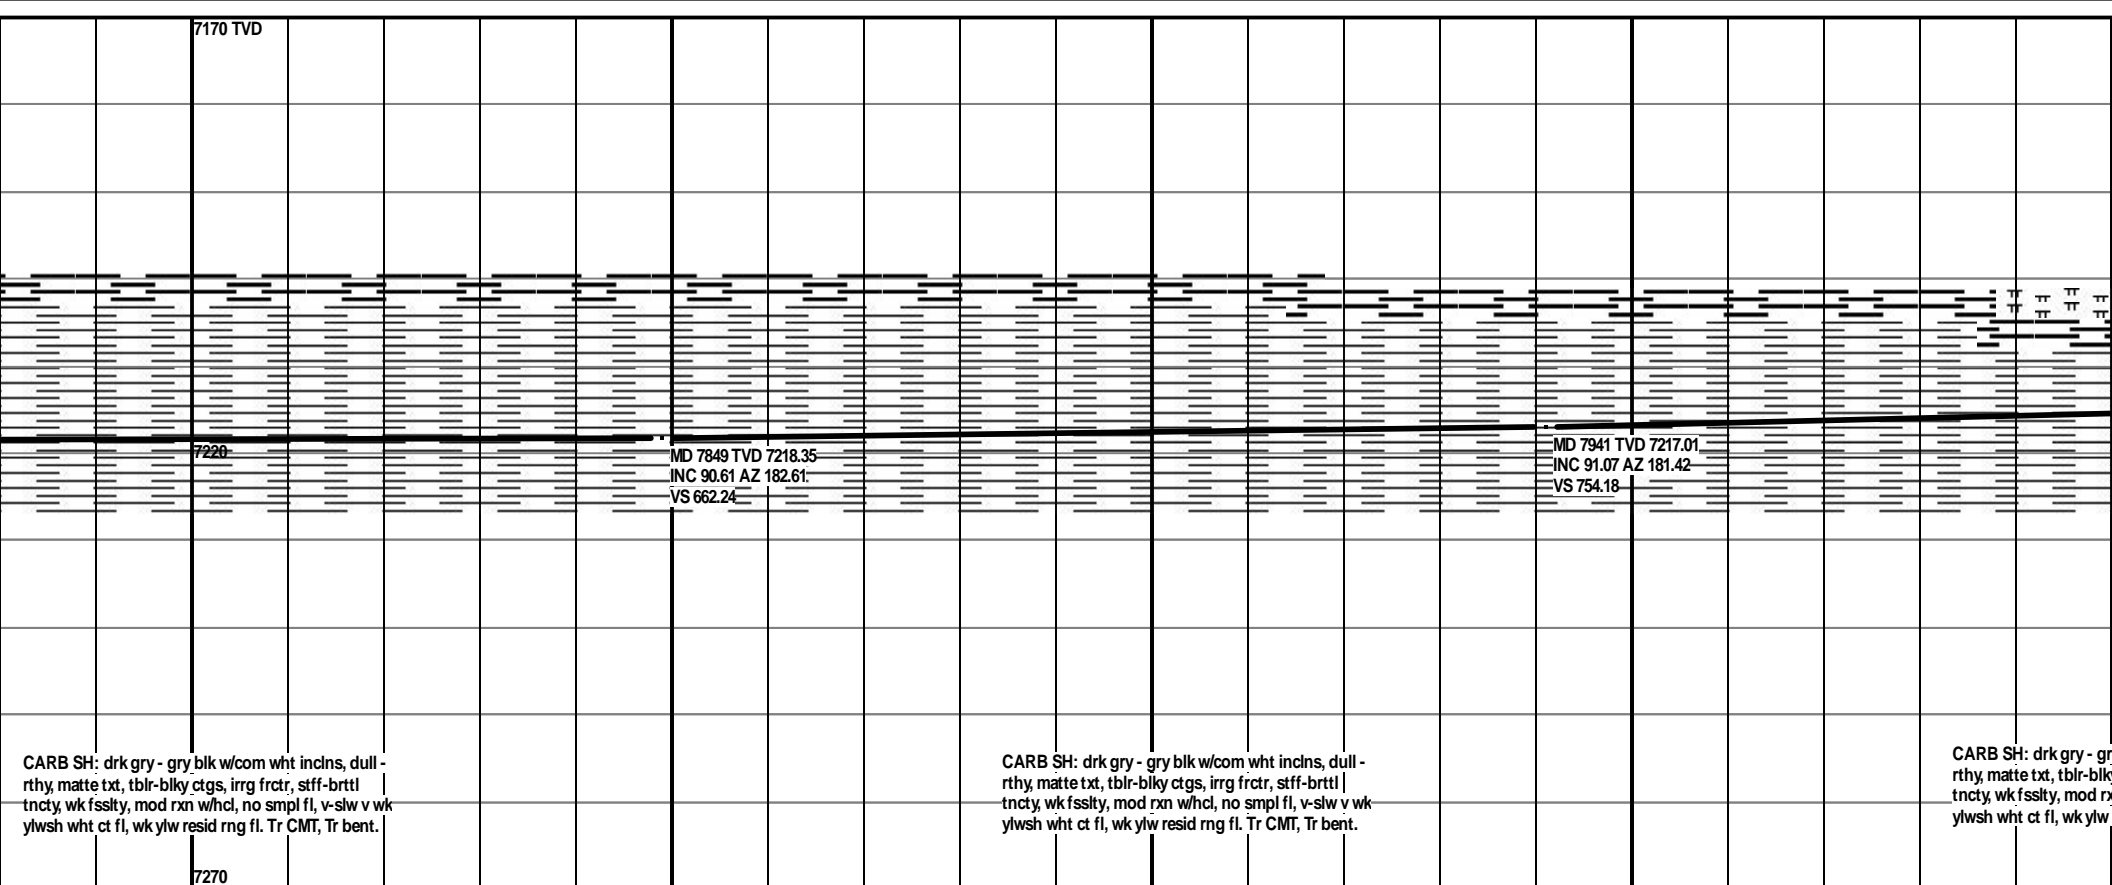 7170 TVD
7220
MD 7849 TVD 7218.35
INC 90.61 AZ 182.61
VS 662.24
MD 7941 TVD 7217.01
INC 91.07 AZ 181.42
VS 754.18
CARB SH: drk gry - gry blk w/com wht inclns, dull -
rthy, matte txt, tblr-blky ctgs, irrg frctr, stff-brttl
tncty, wk fsslty, mod rxn w/hcl, no smpl fl, v-slw v wk
ylwsh wht ct fl, wk ylw resid rng fl. Tr CMT, Tr bent.
CARB SH: drk gry - gry blk w/com wht inclns, dull -
rthy, matte txt, tblr-blky ctgs, irrg frctr, stff-brttl
tncty, wk fsslty, mod rxn w/hcl, no smpl fl, v-slw v wk
ylwsh wht ct fl, wk ylw resid rng fl. Tr CMT, Tr bent.
CARB SH: drk gry - gr
rthy, matte txt, tblr-blk
tncty, wk fsslty, mod rx
ylwsh wht ct fl, wk ylw
7270